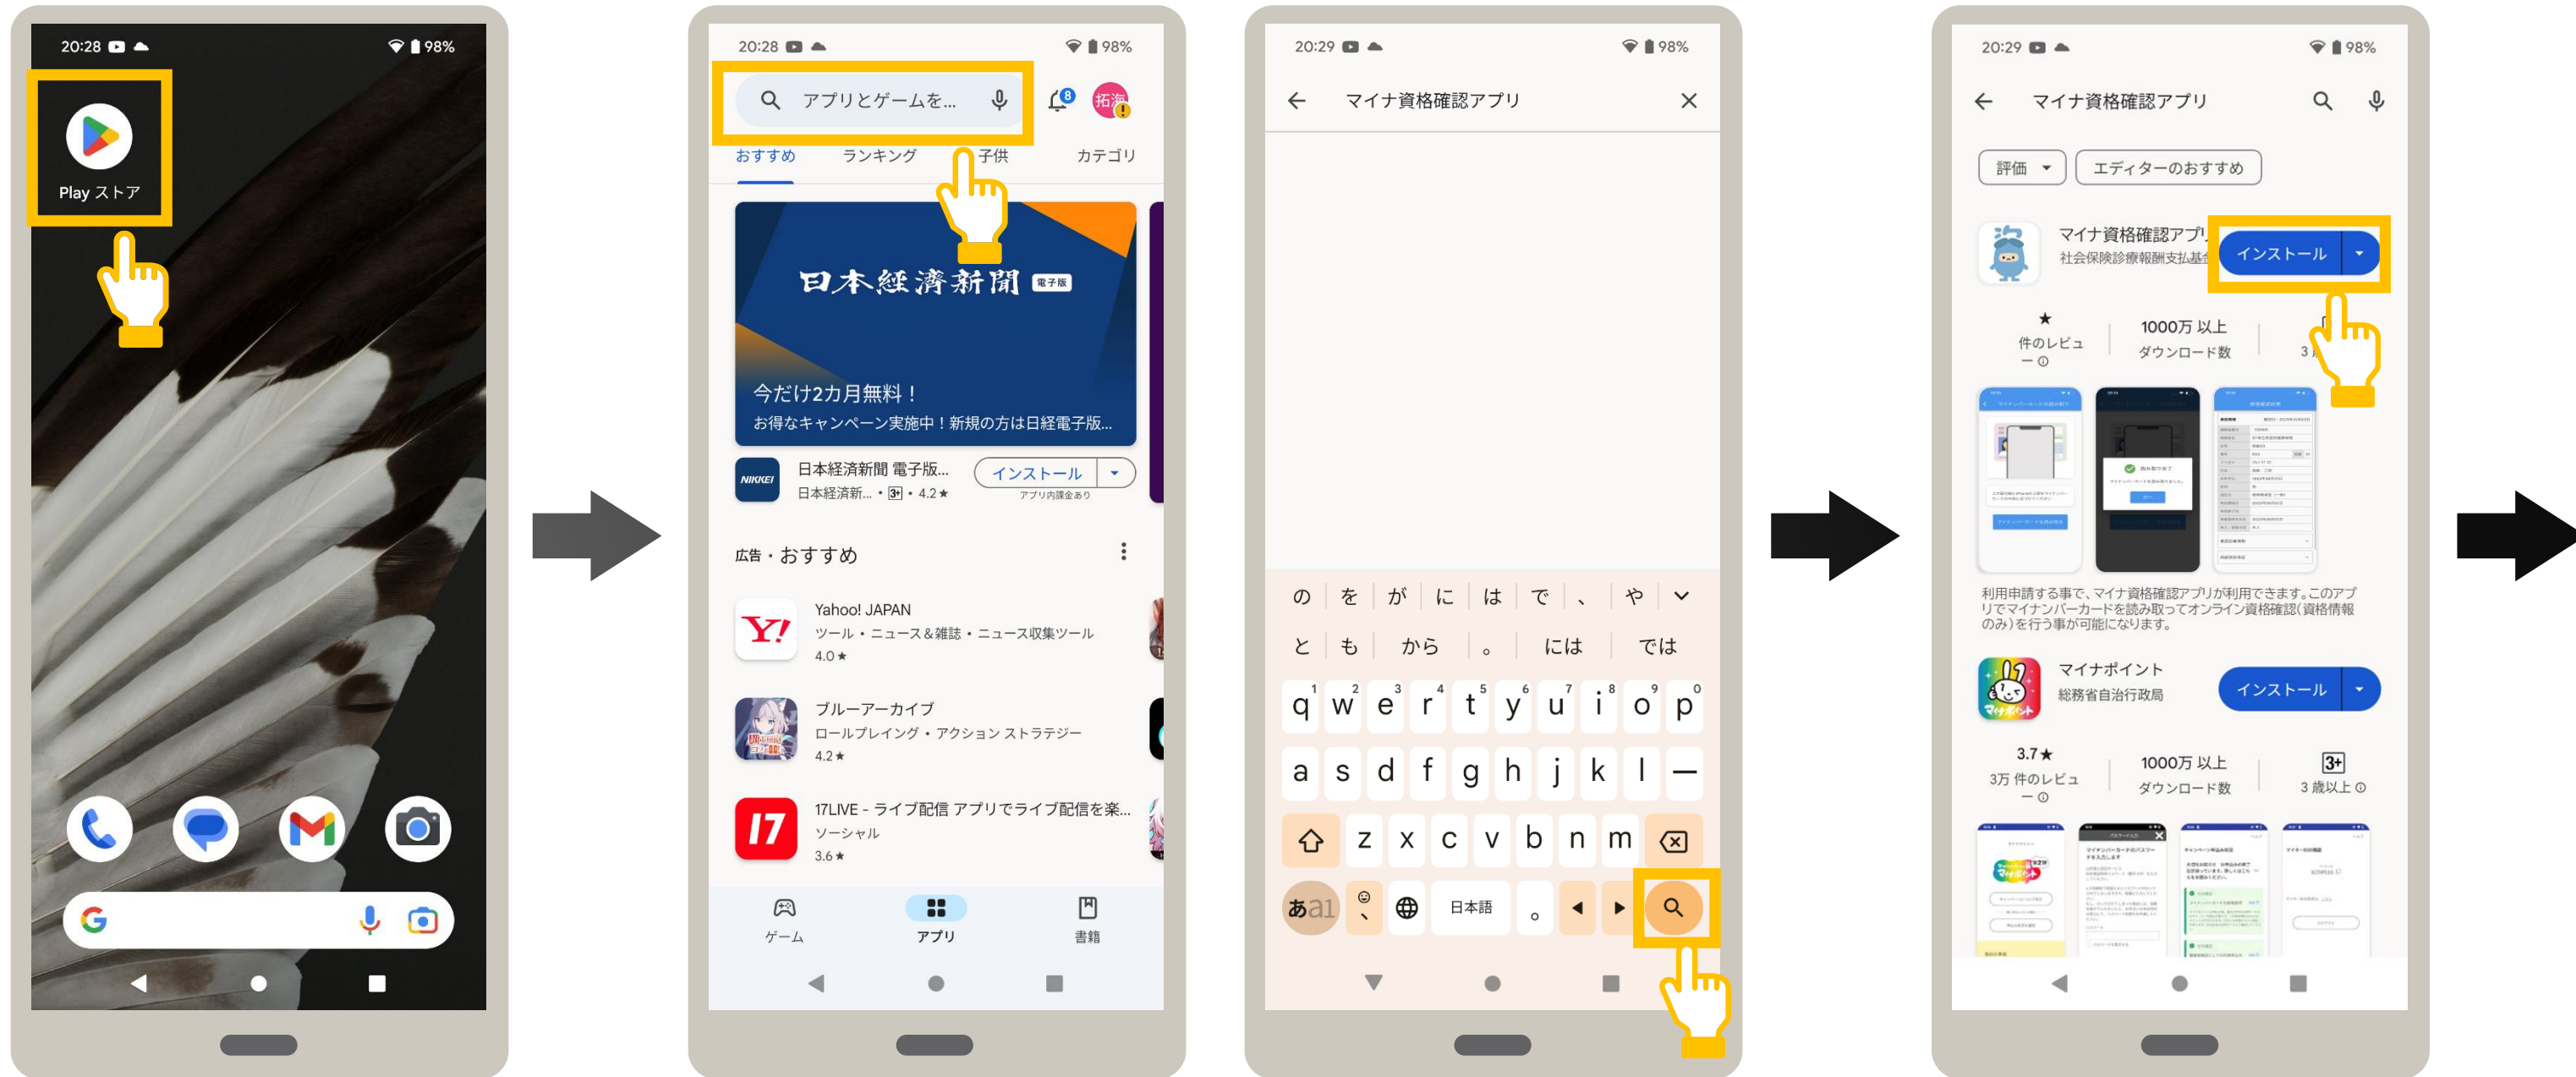 20:28
98%
Play ストア
20:28
98%
アプリとゲームを...
8
拓海
おすすめ
ランキング
子供
カテゴリ
日本経済新聞 電子版
今だけ2カ月無料！
お得なキャンペーン実施中！新規の方は日経電子版...
NIKKEI
日本経済新聞 電子版...
日本経済新... • 3+ • 4.2★
インストール
アプリ内課金あり
広告・おすすめ
Yahoo! JAPAN
ツール • ニュース＆雑誌 • ニュース収集ツール
4.0★
ブルーアーカイブ
ロールプレイング • アクション ストラテジー
4.2★
17
17LIVE - ライブ配信 アプリでライブ配信を楽...
ソーシャル
3.6★
ゲーム
アプリ
書籍
20:29
98%
マイナ資格確認アプリ
の を が に は で 、 や
と も から 。 には では
q1 w2 e3 r4 t5 y6 u7 i8 o9 p0
a s d f g h j k l ー
z x c v b n m
あa1
、
日本語
。
20:29
98%
マイナ資格確認アプリ
評価
エディターのおすすめ
マイナ資格確認アプリ
社会保険診療報酬支払基金
インストール
★
件のレビュ
ー
1000万 以上
ダウンロード数
3
利用申請する事で、マイナ資格確認アプリが利用できます。このアプ
リでマイナンバーカードを読み取ってオンライン資格確認（資格情報
のみ）を行う事が可能になります。
マイナポイント
総務省自治行政局
インストール
3.7★
3万 件のレビュ
ー
1000万 以上
ダウンロード数
3+
3 歳以上